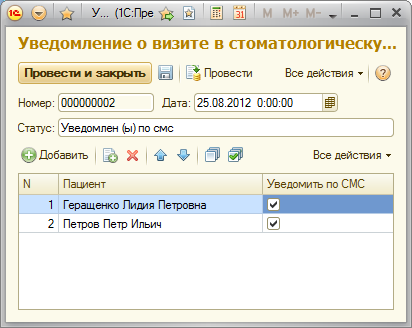 У... (1С:Пре...
M M+ M-
Уведомление о визите в стоматологическу...
Провести и закрыть Провести Все действия
Номер: 000000002 Дата: 25.08.2012 0:00:00
Статус: Уведомлен (ы) по смс
Добавить Все действия
N Пациент Уведомить по СМС
1 Геращенко Лидия Петровна
2 Петров Петр Ильич